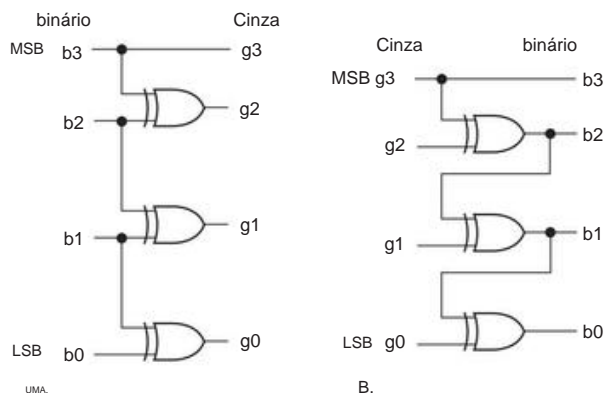 binário Cinza
MSB b3 g3
g2
b2
g1
b1
g0
LSB b0
UMA.
Cinza binário
MSB g3 b3
b2
g2
b1
g1
b0
LSB g0
B.